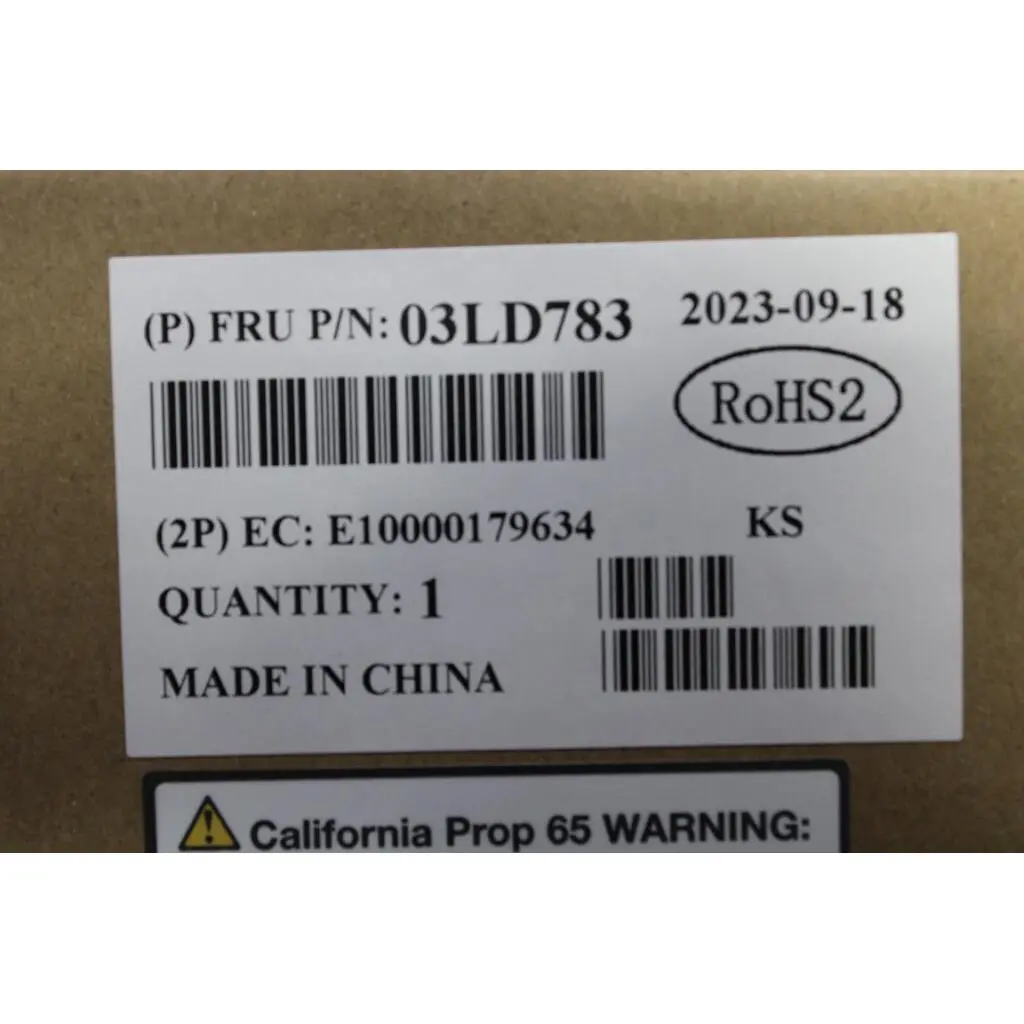 (P) FRU P/N: 03LD783 2023-09-18
RoHS2
(2P) EC: E10000179634 KS
QUANTITY: 1
MADE IN CHINA
California Prop 65 WARNING: